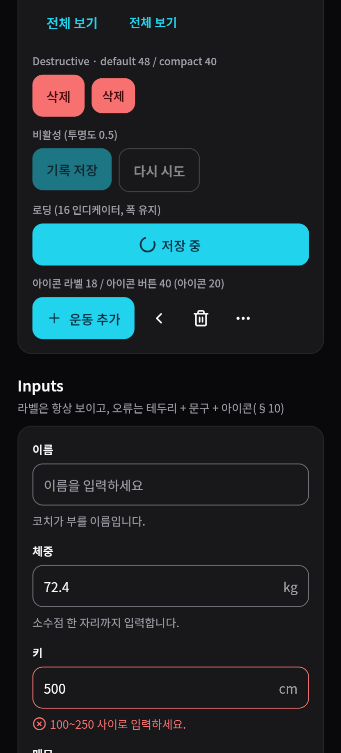 전체 보기 전체 보기
Destructive · default 48 / compact 40
삭제 삭제
비활성 (투명도 0.5)
기록 저장 다시 시도
로딩 (16 인디케이터, 폭 유지)
저장 중
아이콘 라벨 18 / 아이콘 버튼 40 (아이콘 20)
+ 운동 추가
Inputs
라벨은 항상 보이고, 오류는 테두리 + 문구 + 아이콘(§10)
이름
이름을 입력하세요
코치가 부를 이름입니다.
체중
72.4 kg
소수점 한 자리까지 입력합니다.
키
500 cm
100~250 사이로 입력하세요.